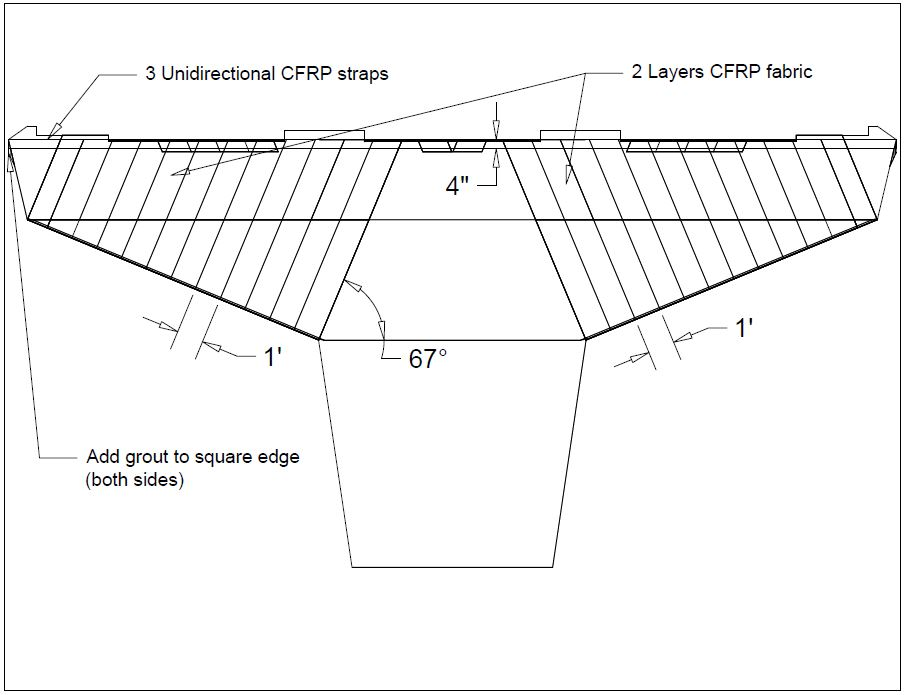 3 Unidirectional CFRP straps
2 Layers CFRP fabric
4"
1'
67°
1'
Add grout to square edge
(both sides)